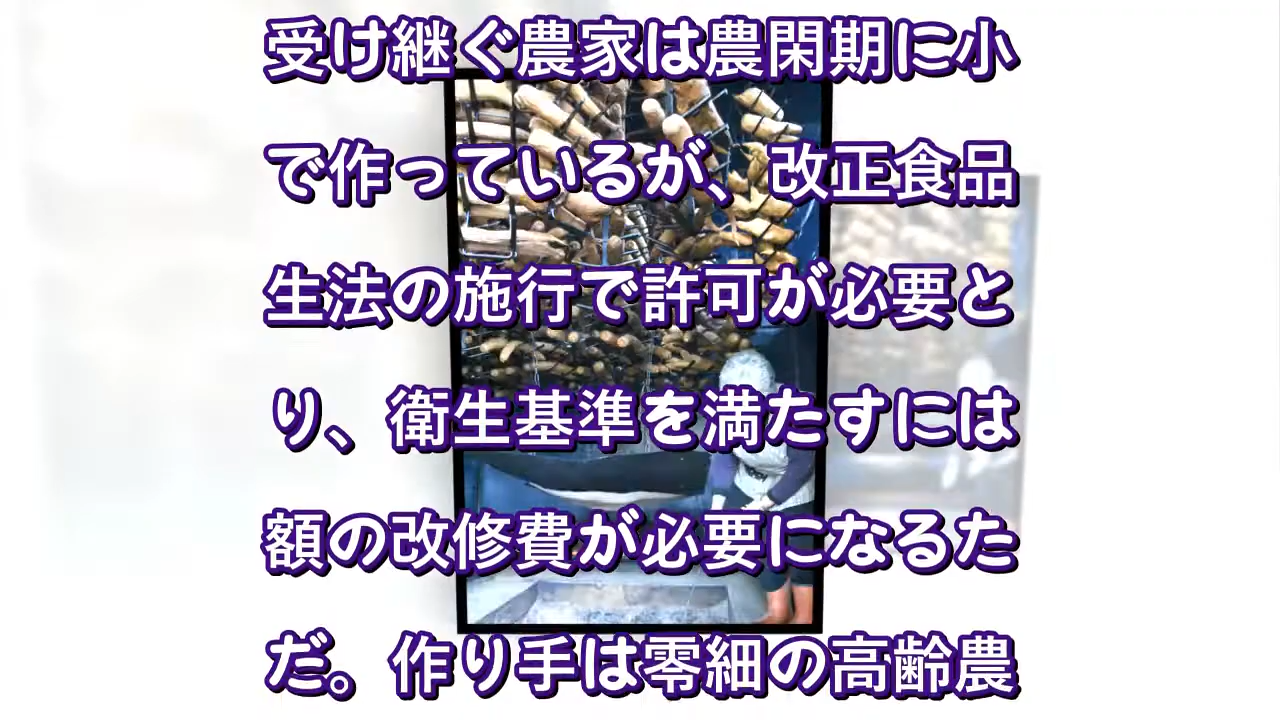 受け継ぐ農家は農閑期に小
で作っているが、改正食品
生法の施行で許可が必要と
り、衛生基準を満たすには
額の改修費が必要になるた
だ。作り手は零細の高齢農